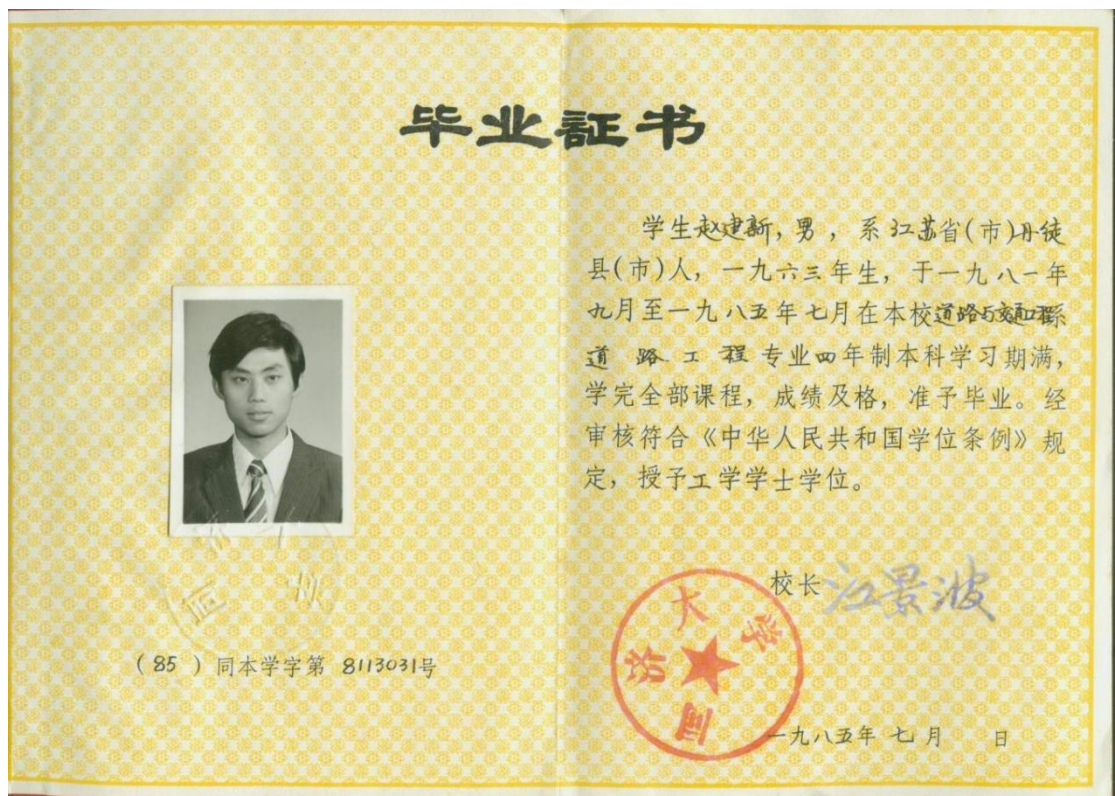 毕业証书
学生赵建新，男，系江苏省(市)丹徒
县(市)人，一九六三年生，于一九八一年
九月至一九八五年七月在本校道路与交通工程系
道路工程专业四年制本科学习期满，
学完全部课程，成绩及格，准予毕业。经
审核符合《中华人民共和国学位条例》规
定，授予工学学士学位。
校长 江景波
同济大学
(85)同本学字第 8113031号
一九八五年七月 日